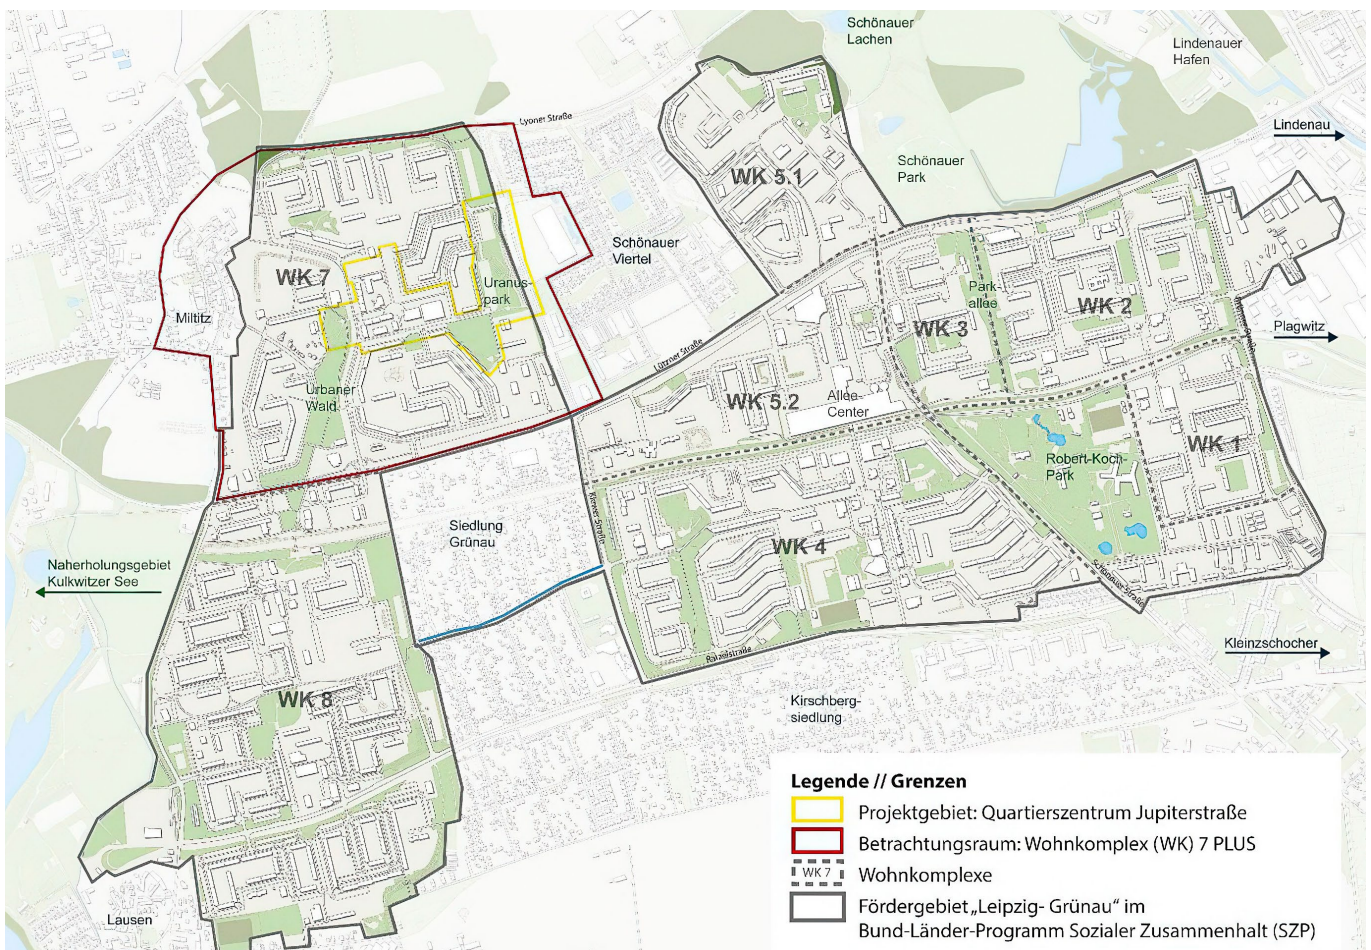 Schönauer
Lachen
Lindenauer
Hafen
Lyoner Straße
Lindenau
Schönauer
Park
WK 5.1
Schönauer
Viertel
WK 7
Uranus-
park
Park-
allee
WK 2
Miltitz
WK 3
Plagwitz
Lützner Straße
Urbaner
Wald
WK 5.2
Allee-
Center
WK 1
Robert-Koch-
Park
Siedlung
Grünau
Kiewer Straße
WK 4
Naherholungsgebiet
Kulkwitzer See
Schönauer Straße
Kleinzschocher
Ratzelstraße
WK 8
Kirschberg-
siedlung
Lausen
Legende // Grenzen
Projektgebiet: Quartierszentrum Jupiterstraße
Betrachtungsraum: Wohnkomplex (WK) 7 PLUS
WK 7 Wohnkomplexe
Fördergebiet „Leipzig- Grünau“ im
Bund-Länder-Programm Sozialer Zusammenhalt (SZP)